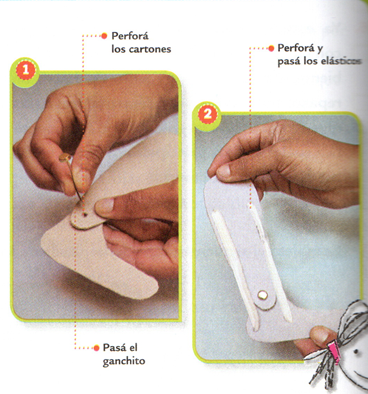 Perforá
los cartones
Perforá y
pasá los elásticos
1
2
Pasá el
ganchito